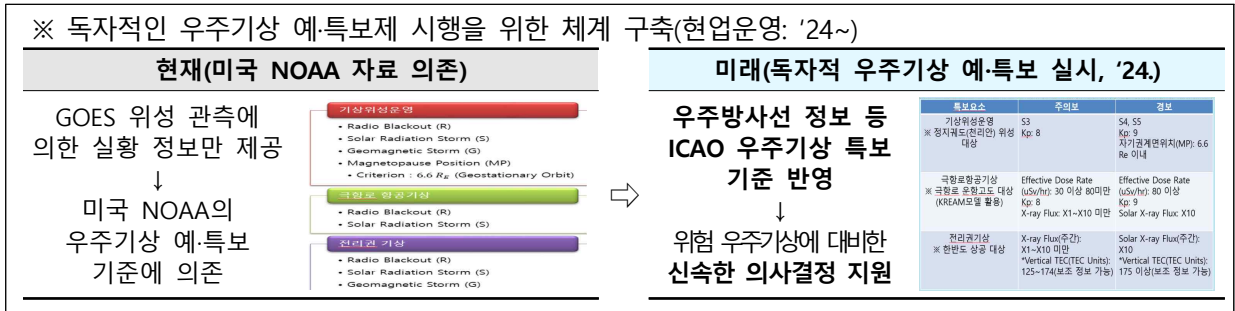 ※ 독자적인 우주기상 예·특보제 시행을 위한 체계 구축(현업운영: ‘24~)
현재(미국 NOAA 자료 의존)
GOES 위성 관측에
의한 실황 정보만 제공
↓
미국 NOAA의
우주기상 예·특보
기준에 의존
기상위성운영
• Radio Blackout (R)
• Solar Radiation Storm (S)
• Geomagnetic Storm (G)
• Magnetopause Position (MP)
• Criterion : 6.6 R_E (Geostationary Orbit)
극항로 항공기상
• Radio Blackout (R)
• Solar Radiation Storm (S)
전리권 기상
• Radio Blackout (R)
• Solar Radiation Storm (S)
• Geomagnetic Storm (G)
⇨
미래(독자적 우주기상 예·특보 실시, ‘24.)
우주방사선 정보 등
ICAO 우주기상 특보
기준 반영
↓
위험 우주기상에 대비한
신속한 의사결정 지원
특보요소 주의보 경보
기상위성운영 S3 S4, S5
※ 정지궤도(천리안) 위성 Kp: 8 Kp: 9
대상 자기권계면위치(MP): 6.6
Re 이내
극항로항공기상 Effective Dose Rate Effective Dose Rate
※ 극항로 운항고도 대상 (uSv/hr): 30 이상 80미만 (uSv/hr): 80 이상
(KREAM모델 활용) Kp: 8 Kp: 9
X-ray Flux: X1~X10 미만 Solar X-ray Flux: X10
전리권기상 X-ray Flux(주간): Solar X-ray Flux(주간):
※ 한반도 상공 대상 X1~X10 미만 X10
*Vertical TEC(TEC Units): *Vertical TEC(TEC Units):
125~174(보조 정보 가능) 175 이상(보조 정보 가능)